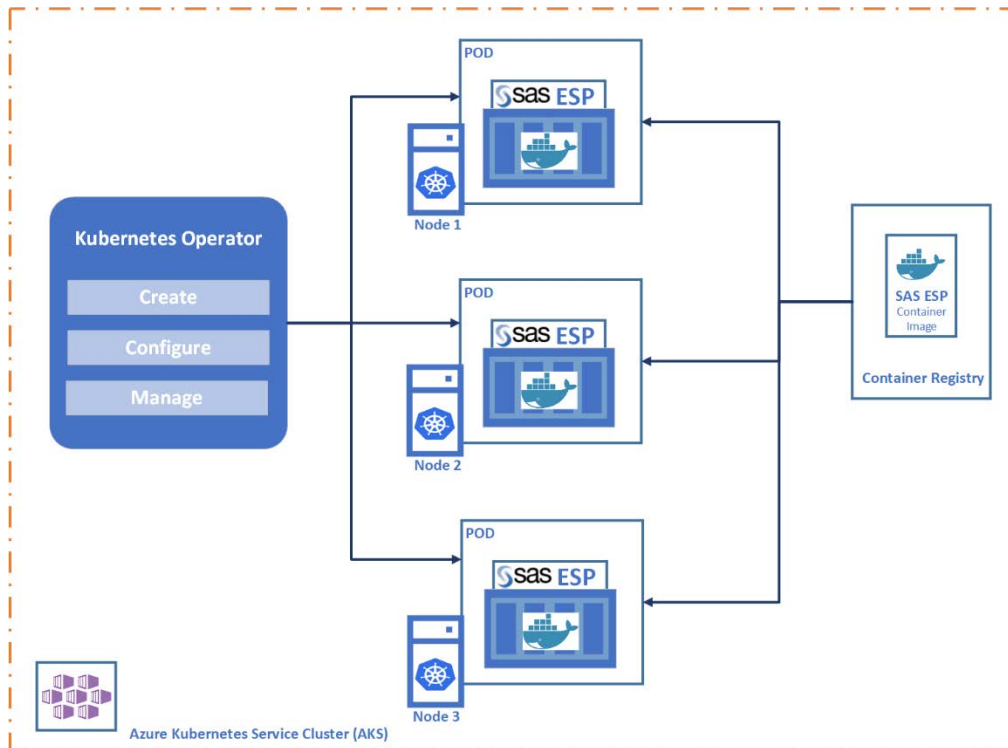 POD
sas ESP
Node 1
Kubernetes Operator
Create
Configure
Manage
POD
sas ESP
Node 2
SAS ESP
Container
Image
Container Registry
POD
sas ESP
Node 3
Azure Kubernetes Service Cluster (AKS)